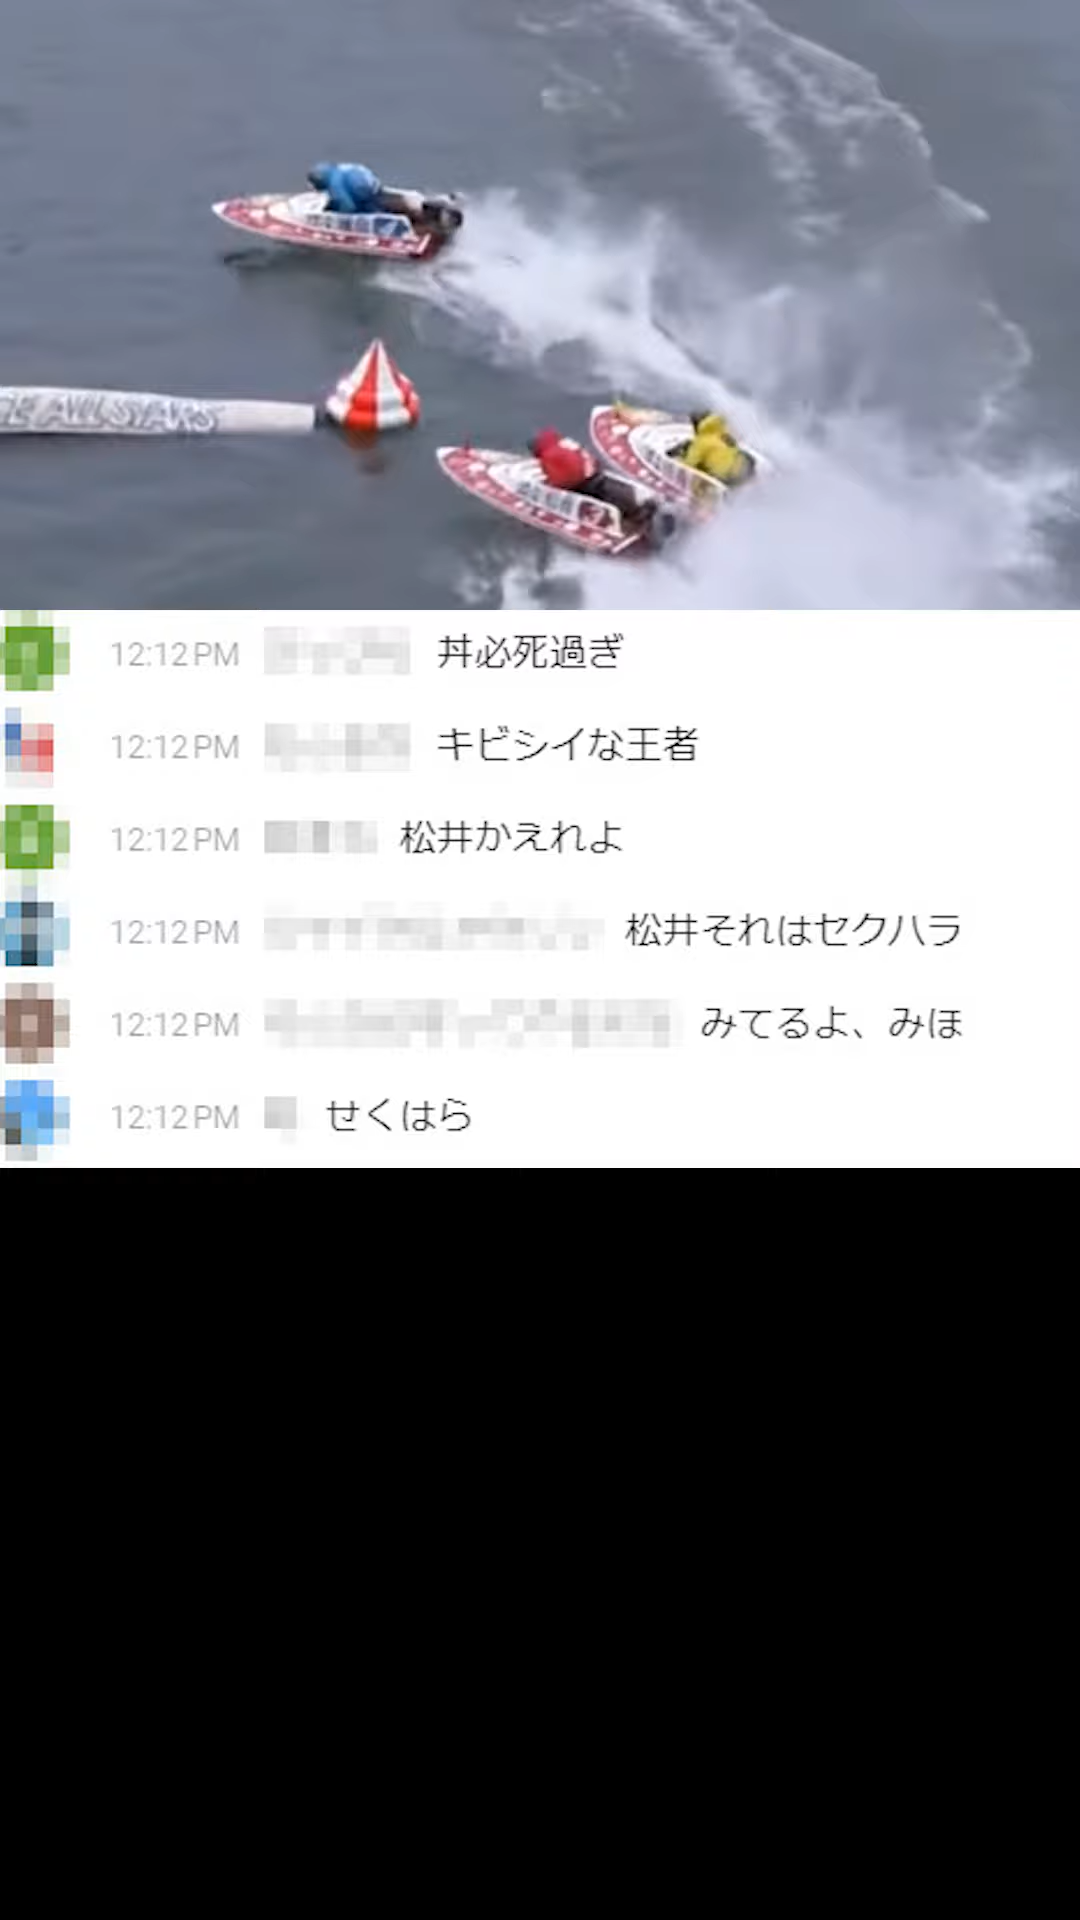 E ALLSTARS
12:12 PM 丼必死過ぎ
12:12 PM キビシイな王者
12:12 PM 松井かえれよ
12:12 PM 松井それはセクハラ
12:12 PM みてるよ、みほ
12:12 PM せくはら